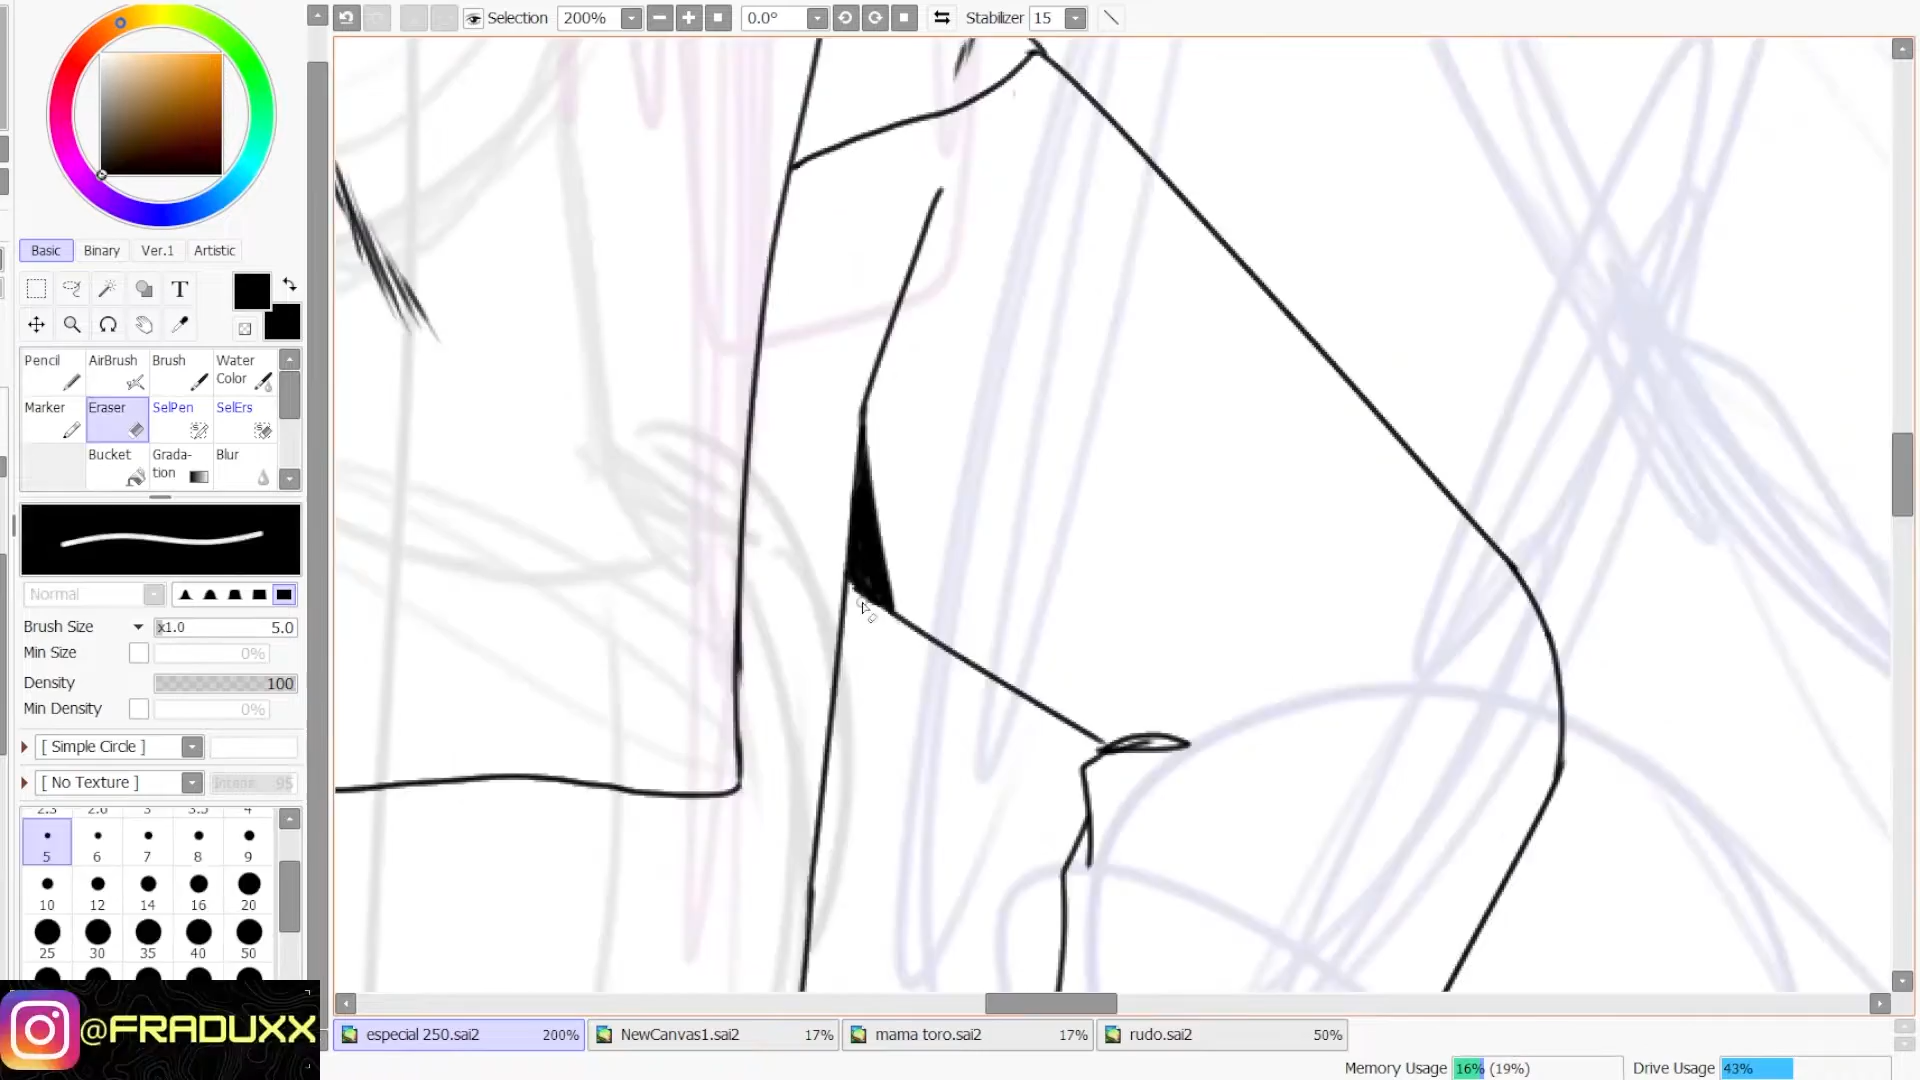 Selection 200% 0.0° Stabilizer 15
Basic Binary Ver.1 Artistic
T
Pencil AirBrush Brush Water Color
Marker Eraser SelPen SelErs
Bucket Grada-tion Blur
Normal
Brush Size x1.0 5.0
Min Size 0%
Density 100
Min Density 0%
[ Simple Circle ]
[ No Texture ] Intens. 95
2.3 2.6 3 3.5 4
5 6 7 8 9
10 12 14 16 20
25 30 35 40 50
@FRADUXX
especial 250.sai2 200% NewCanvas1.sai2 17% mama toro.sai2 17% rudo.sai2 50%
Memory Usage 16% (19%) Drive Usage 43%